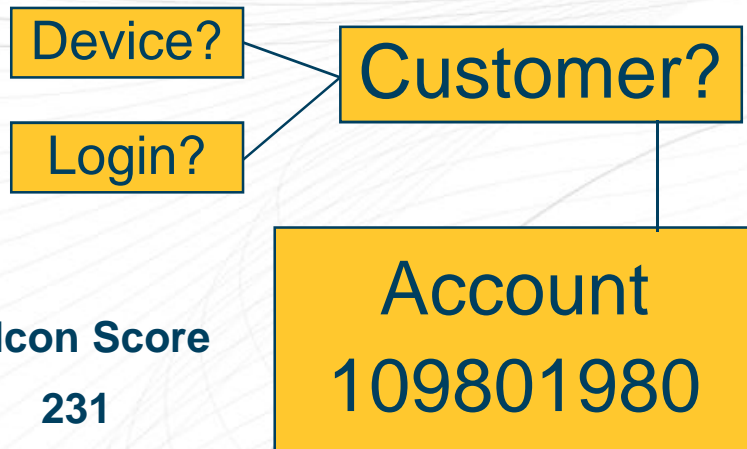 Device?
Customer?
Login?
Account
109801980
lcon Score
231